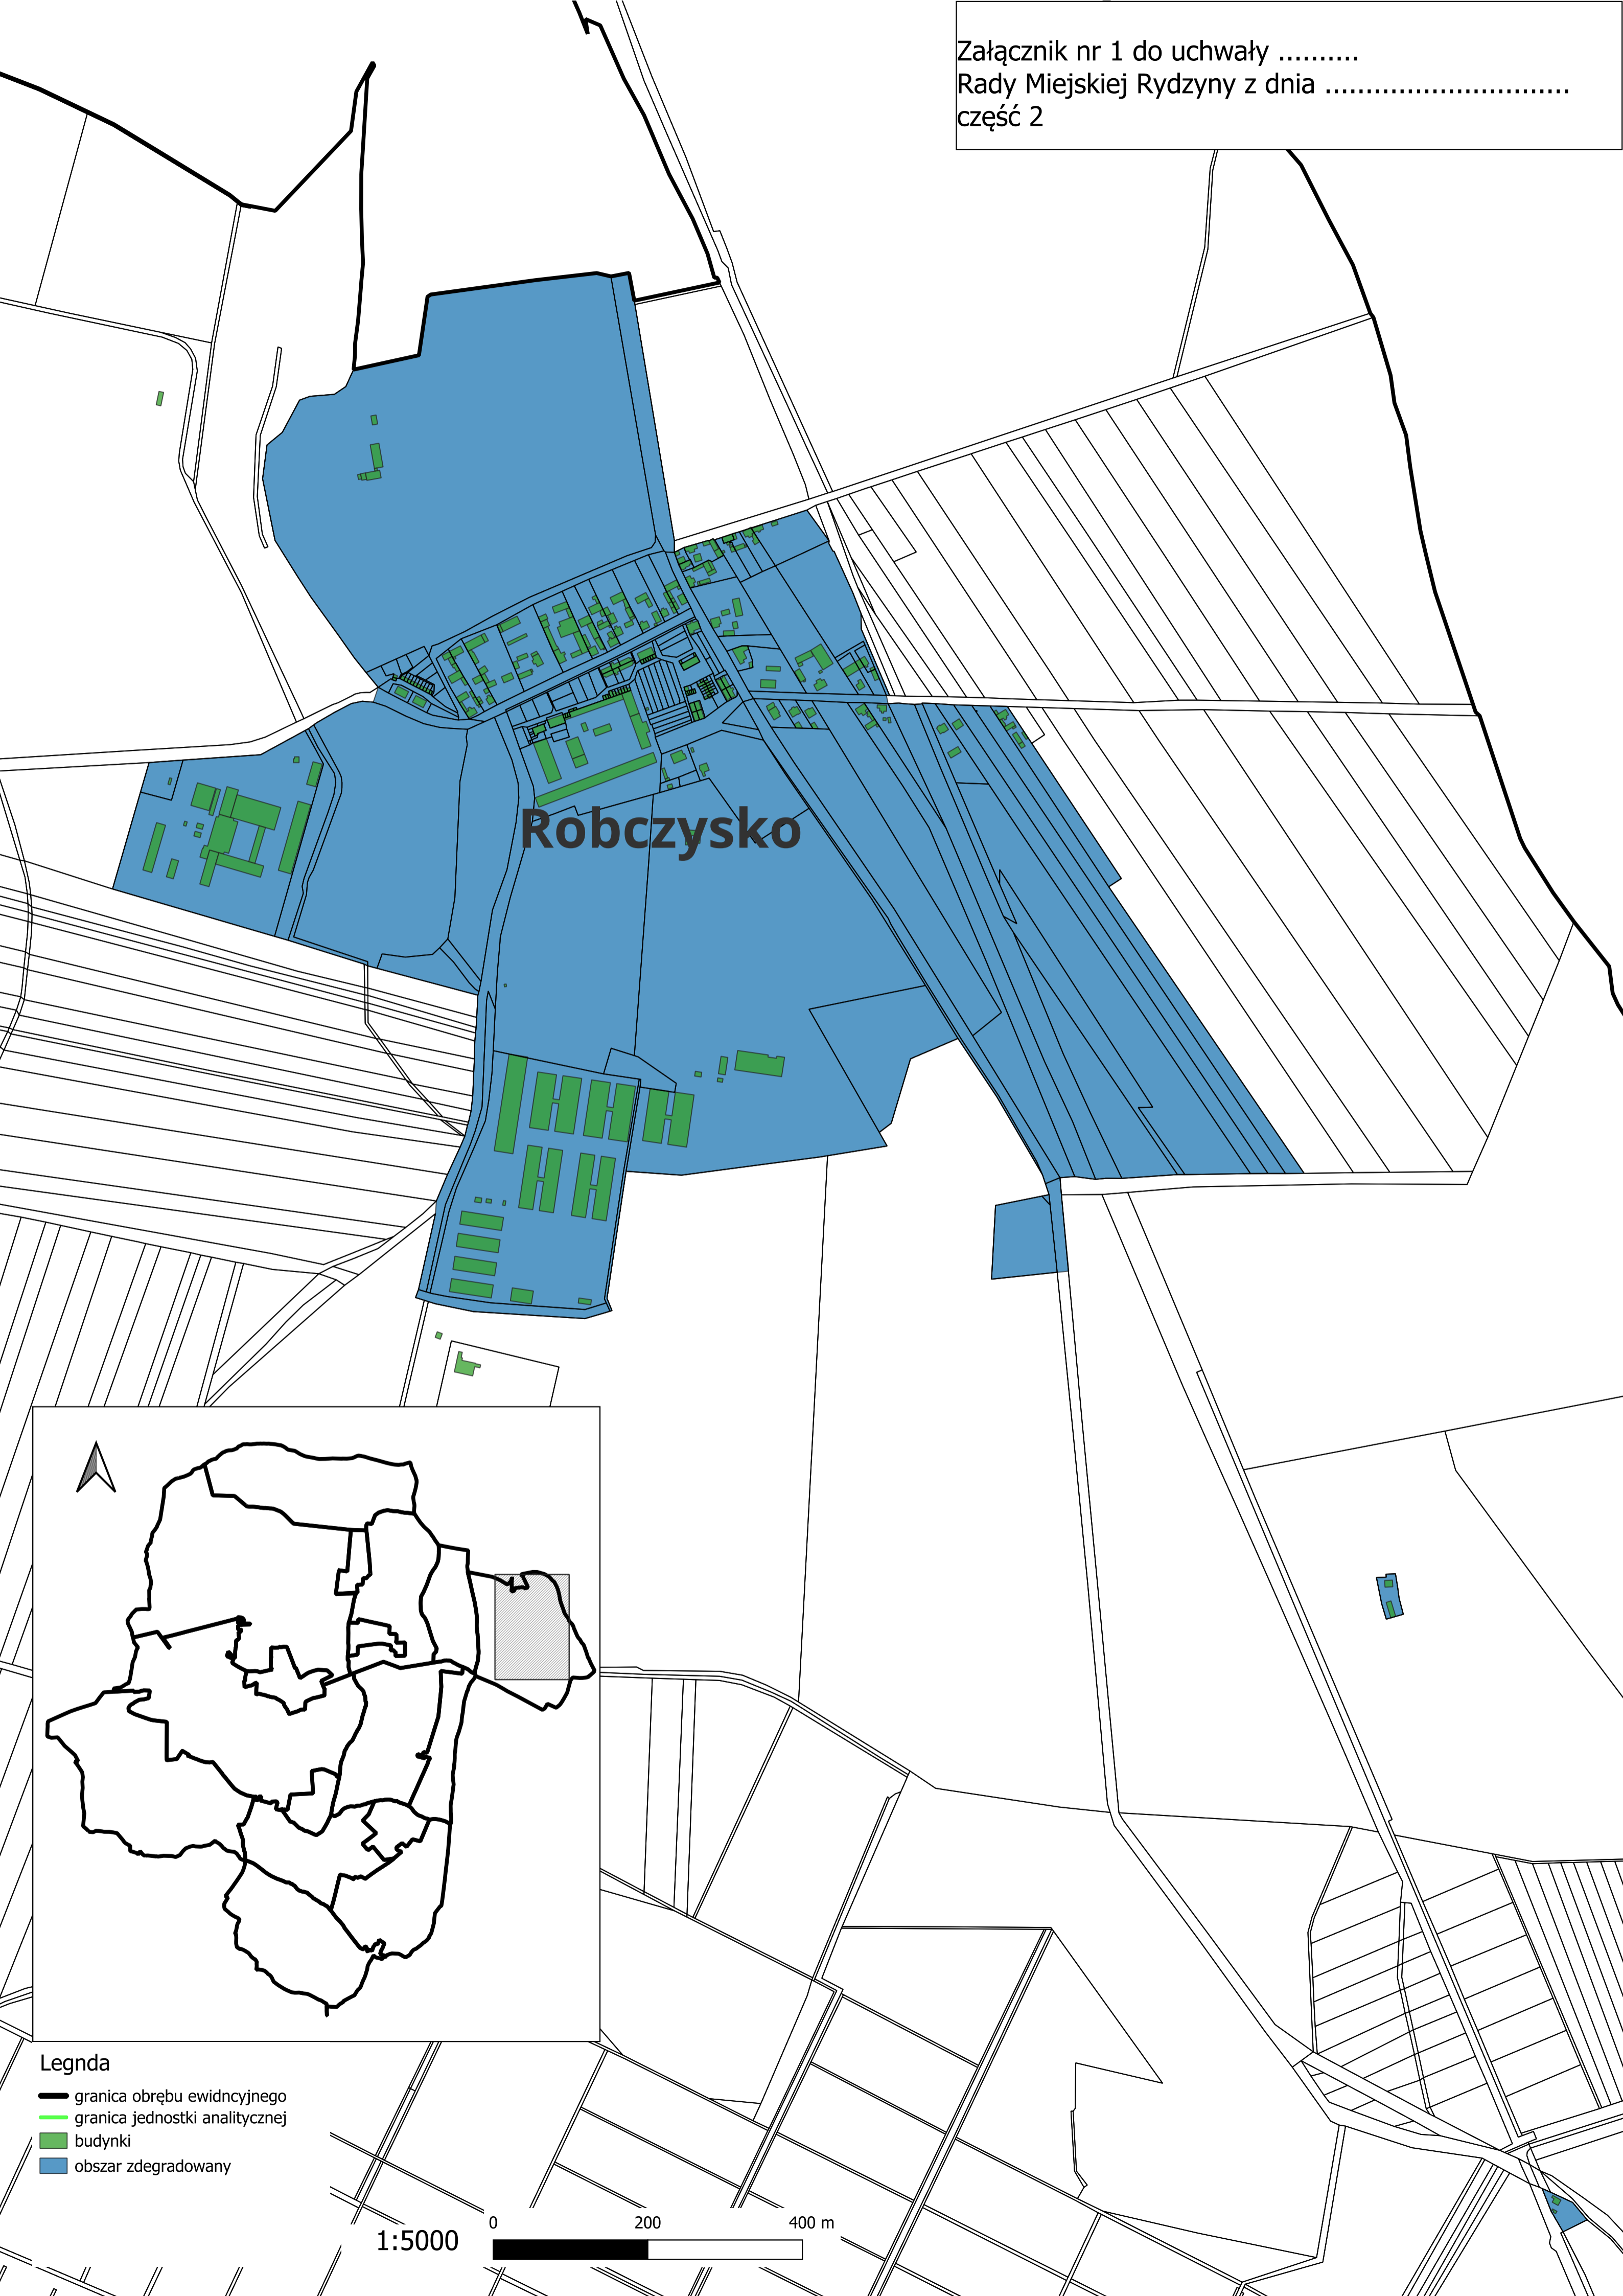 Załącznik nr 1 do uchwały ..........
Rady Miejskiej Rydzyny z dnia ..............................
część 2
Robczysko
Legnda
granica obrębu ewidncyjnego
granica jednostki analitycznej
budynki
obszar zdegradowany
1:5000
0 200 400 m